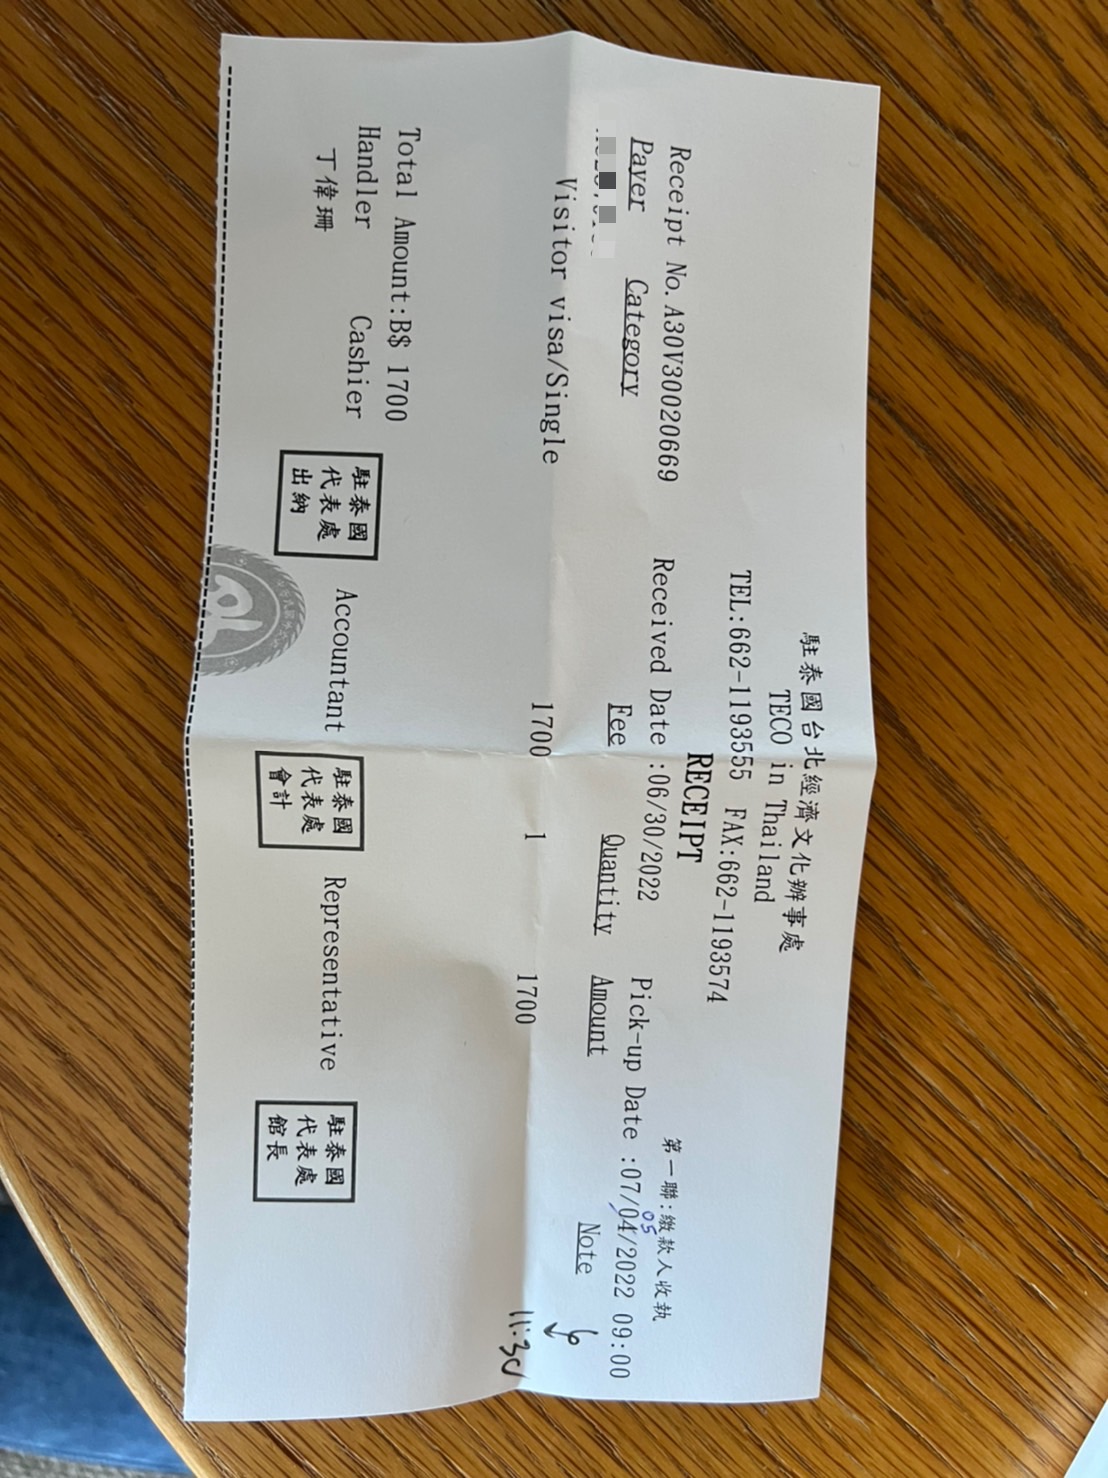 駐泰國台北經濟文化辦事處
TECO in Thailand
TEL:662-1193555 FAX:662-1193574
RECEIPT
第一聯:繳款人收執
Receipt No. A30V30020669 Received Date :06/30/2022 Pick-up Date :07/04/2022 09:00
05
Payer Category Fee Quantity Amount Note
Visitor visa/Single 1700 1 1700
11:30
Total Amount:B$ 1700
Handler Cashier Accountant Representative
丁偉珊
駐泰國
代表處
出納
駐泰國
代表處
會計
駐泰國
代表處
館長